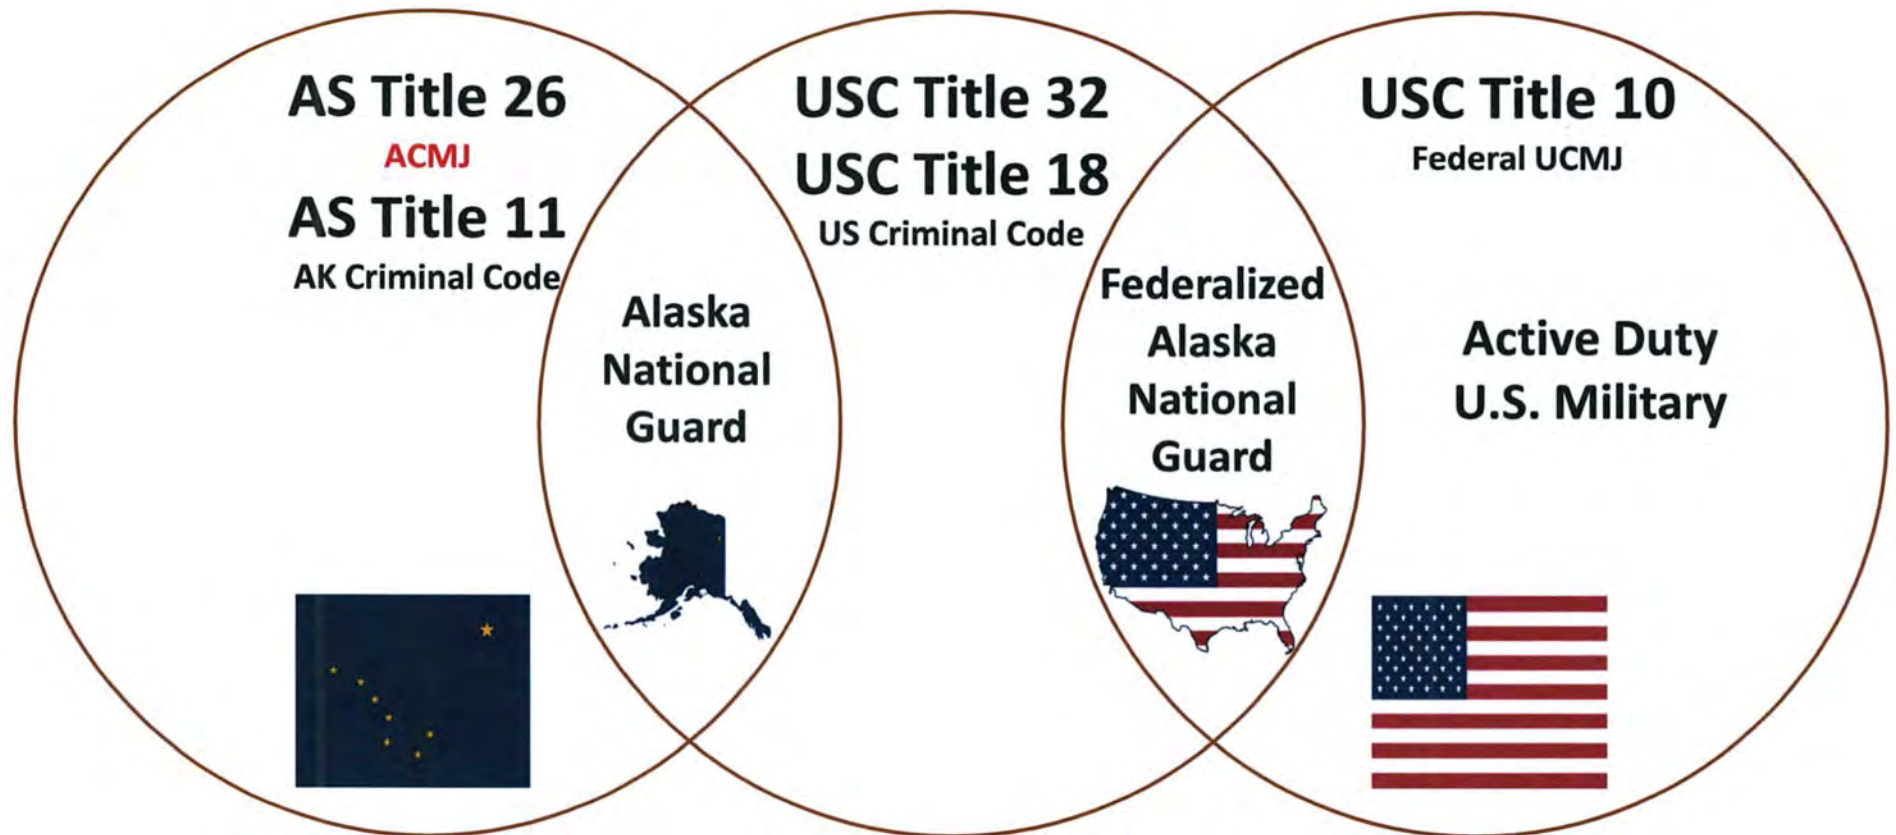 AS Title 26
ACMJ
AS Title 11
AK Criminal Code
Alaska
National
Guard
USC Title 32
USC Title 18
US Criminal Code
Federalized
Alaska
National
Guard
USC Title 10
Federal UCMJ
Active Duty
U.S. Military